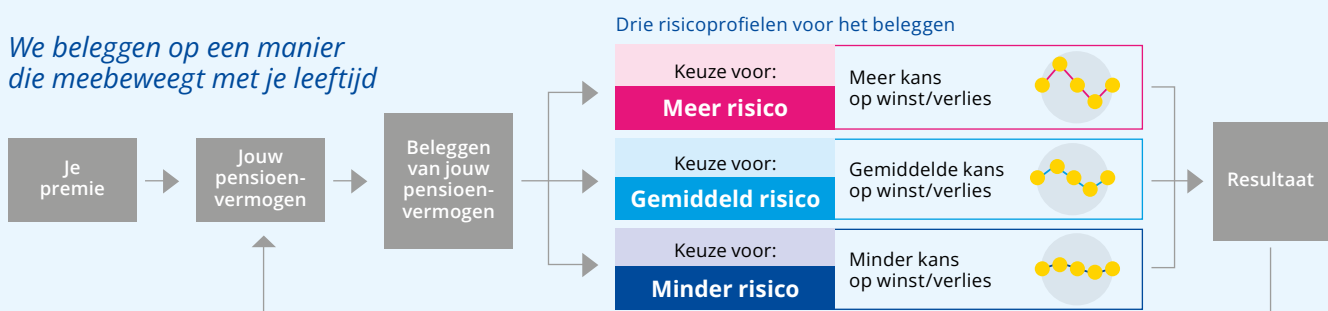 Drie risicoprofielen voor het beleggen
We beleggen op een manier
die meebeweegt met je leeftijd
Je
premie
Jouw
pensioen-
vermogen
Beleggen
van jouw
pensioen-
vermogen
Keuze voor:
Meer risico
Meer kans
op winst/verlies
Keuze voor:
Gemiddeld risico
Gemiddelde kans
op winst/verlies
Keuze voor:
Minder risico
Minder kans
op winst/verlies
Resultaat